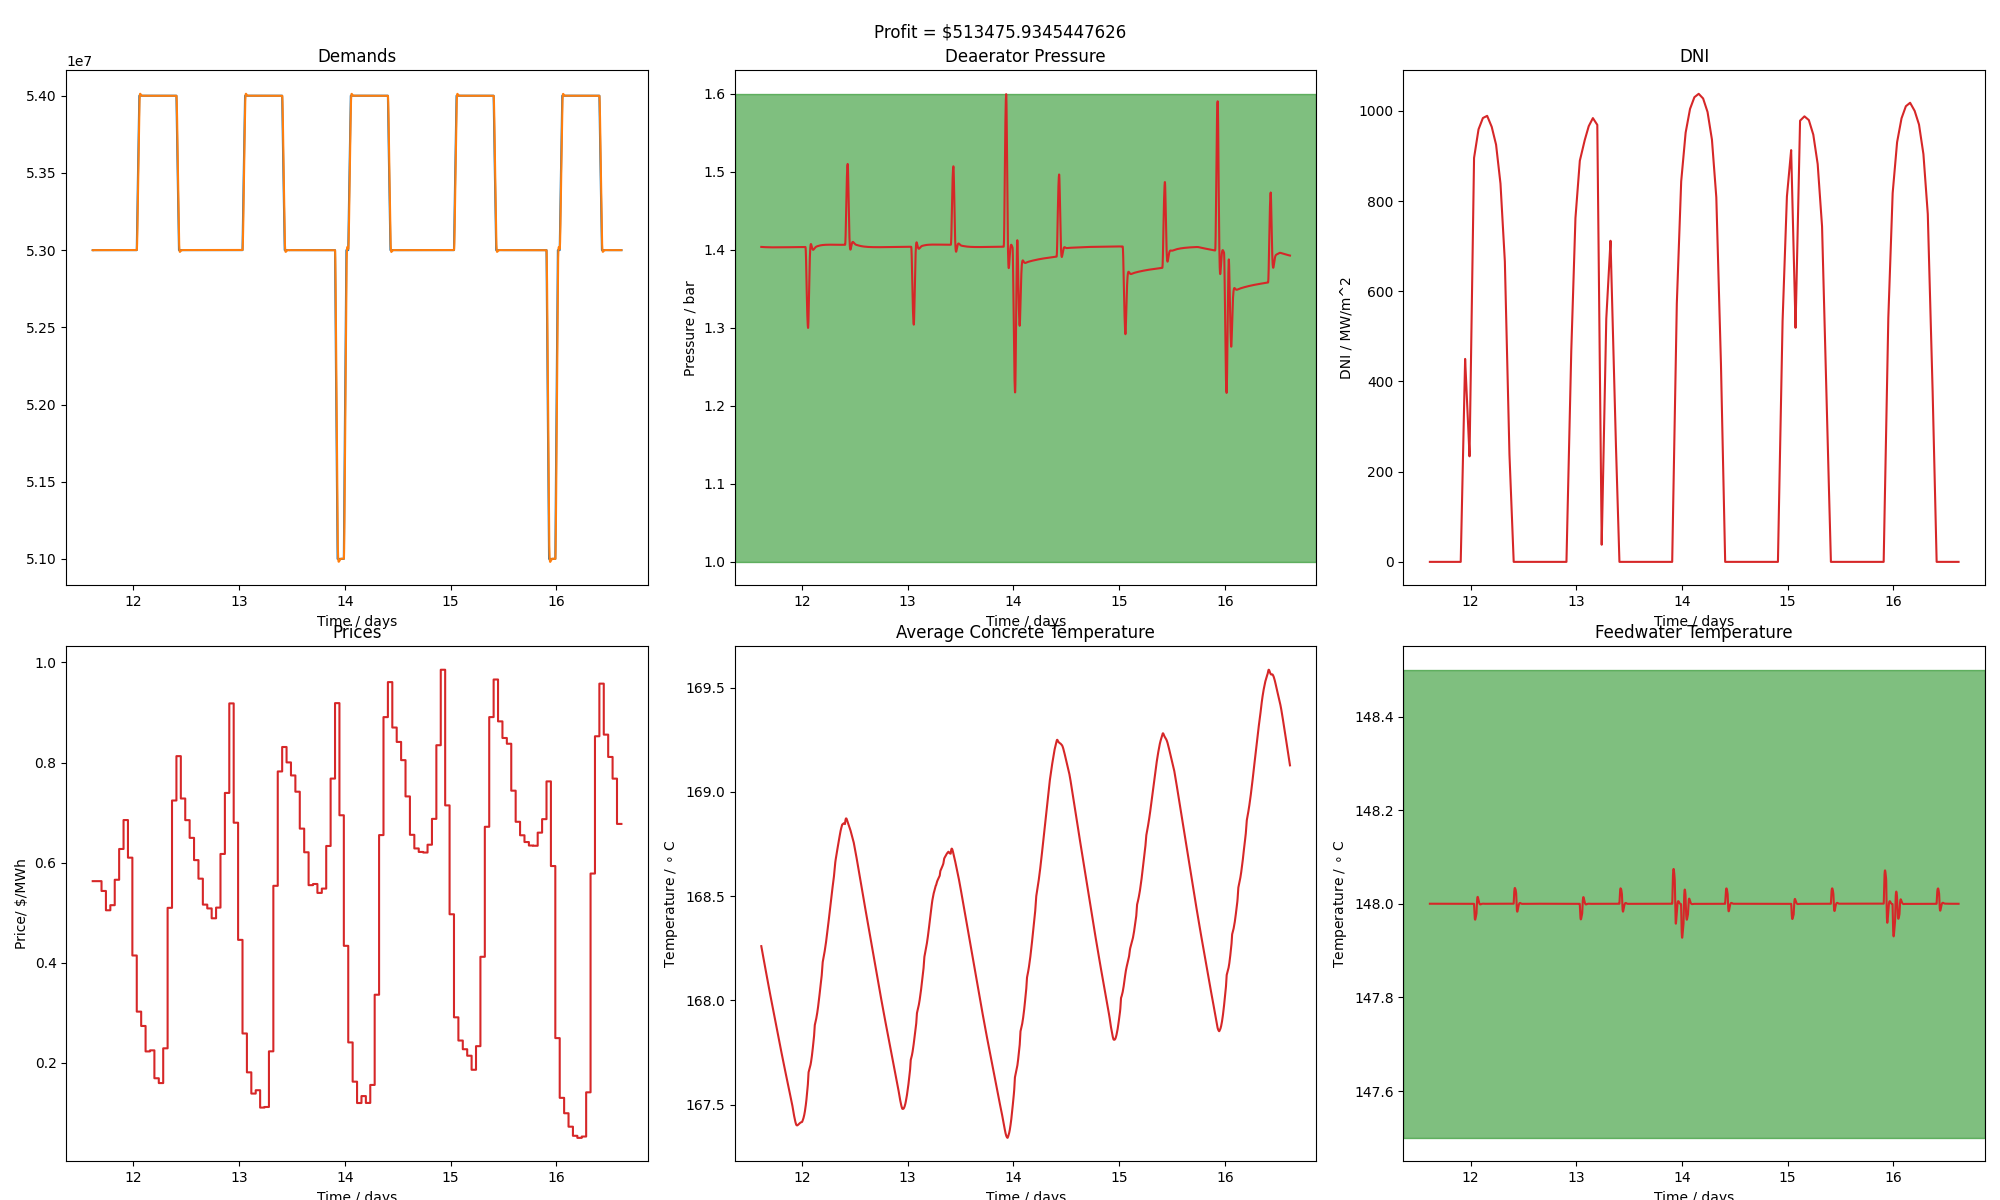 Profit = $513475.9345447626
Demands
1e7
5.40
5.35
5.30
5.25
5.20
5.15
5.10
12 13 14 15 16
Time / days
Deaerator Pressure
Pressure / bar
1.6
1.5
1.4
1.3
1.2
1.1
1.0
12 13 14 15 16
Time / days
DNI
DNI / MW/m^2
1000
800
600
400
200
0
12 13 14 15 16
Time / days
Prices
Price/ $/MWh
1.0
0.8
0.6
0.4
0.2
12 13 14 15 16
Time / days
Average Concrete Temperature
Temperature / ∘ C
169.5
169.0
168.5
168.0
167.5
12 13 14 15 16
Time / days
Feedwater Temperature
Temperature / ∘ C
148.4
148.2
148.0
147.8
147.6
12 13 14 15 16
Time / days